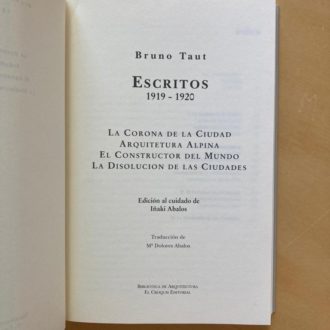 Bruno Taut
ESCRITOS
1919 - 1920
LA CORONA DE LA CIUDAD
ARQUITETURA ALPINA
EL CONSTRUCTOR DEL MUNDO
LA DISOLUCION DE LAS CIUDADES
Edición al cuidado de
Iñaki Abalos
Traducción de
Mª Dolores Abalos
BIBLIOTECA DE ARQUITECTURA
EL CROQUIS EDITORIAL